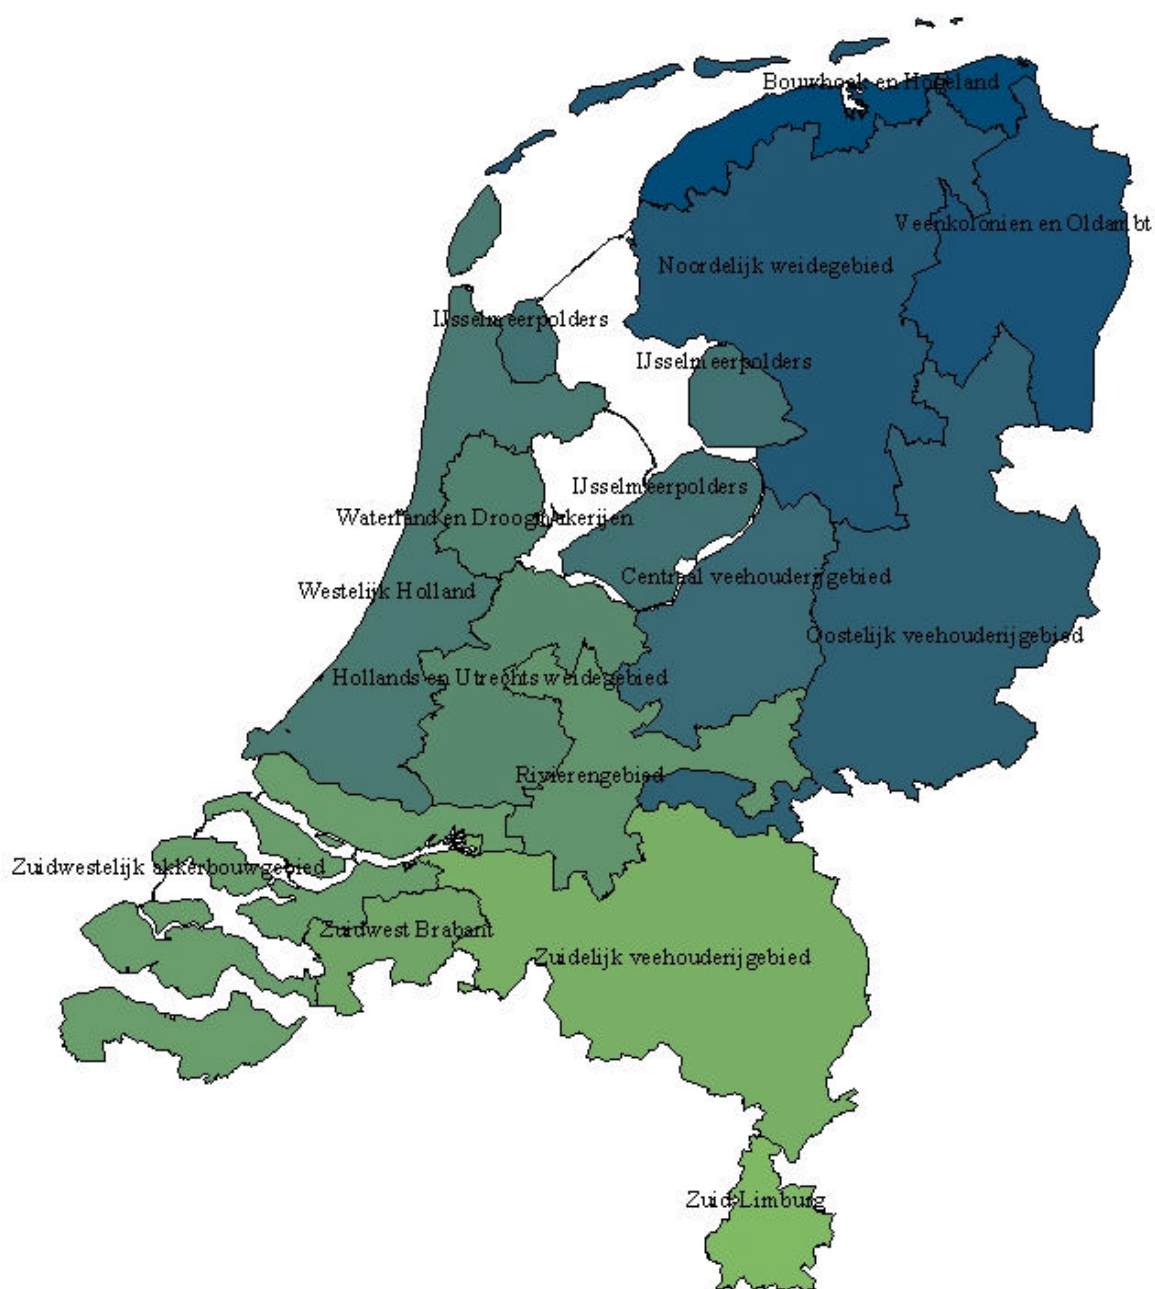 Bouwhoek en Hogeland
Veenkolonien en Oldambt
Noordelijk weidegebied
IJsselmeerpolders
IJsselmeerpolders
IJsselmeerpolders
Waterland en Droogmakerijen
Centraal veehouderijgebied
Westelijk Holland
Oostelijk veehouderijgebied
Hollands en Utrechts weidegebied
Rivierengebied
Zuidwestelijk akkerbouwgebied
Zuidwest Brabant
Zuidelijk veehouderijgebied
Zuid-Limburg